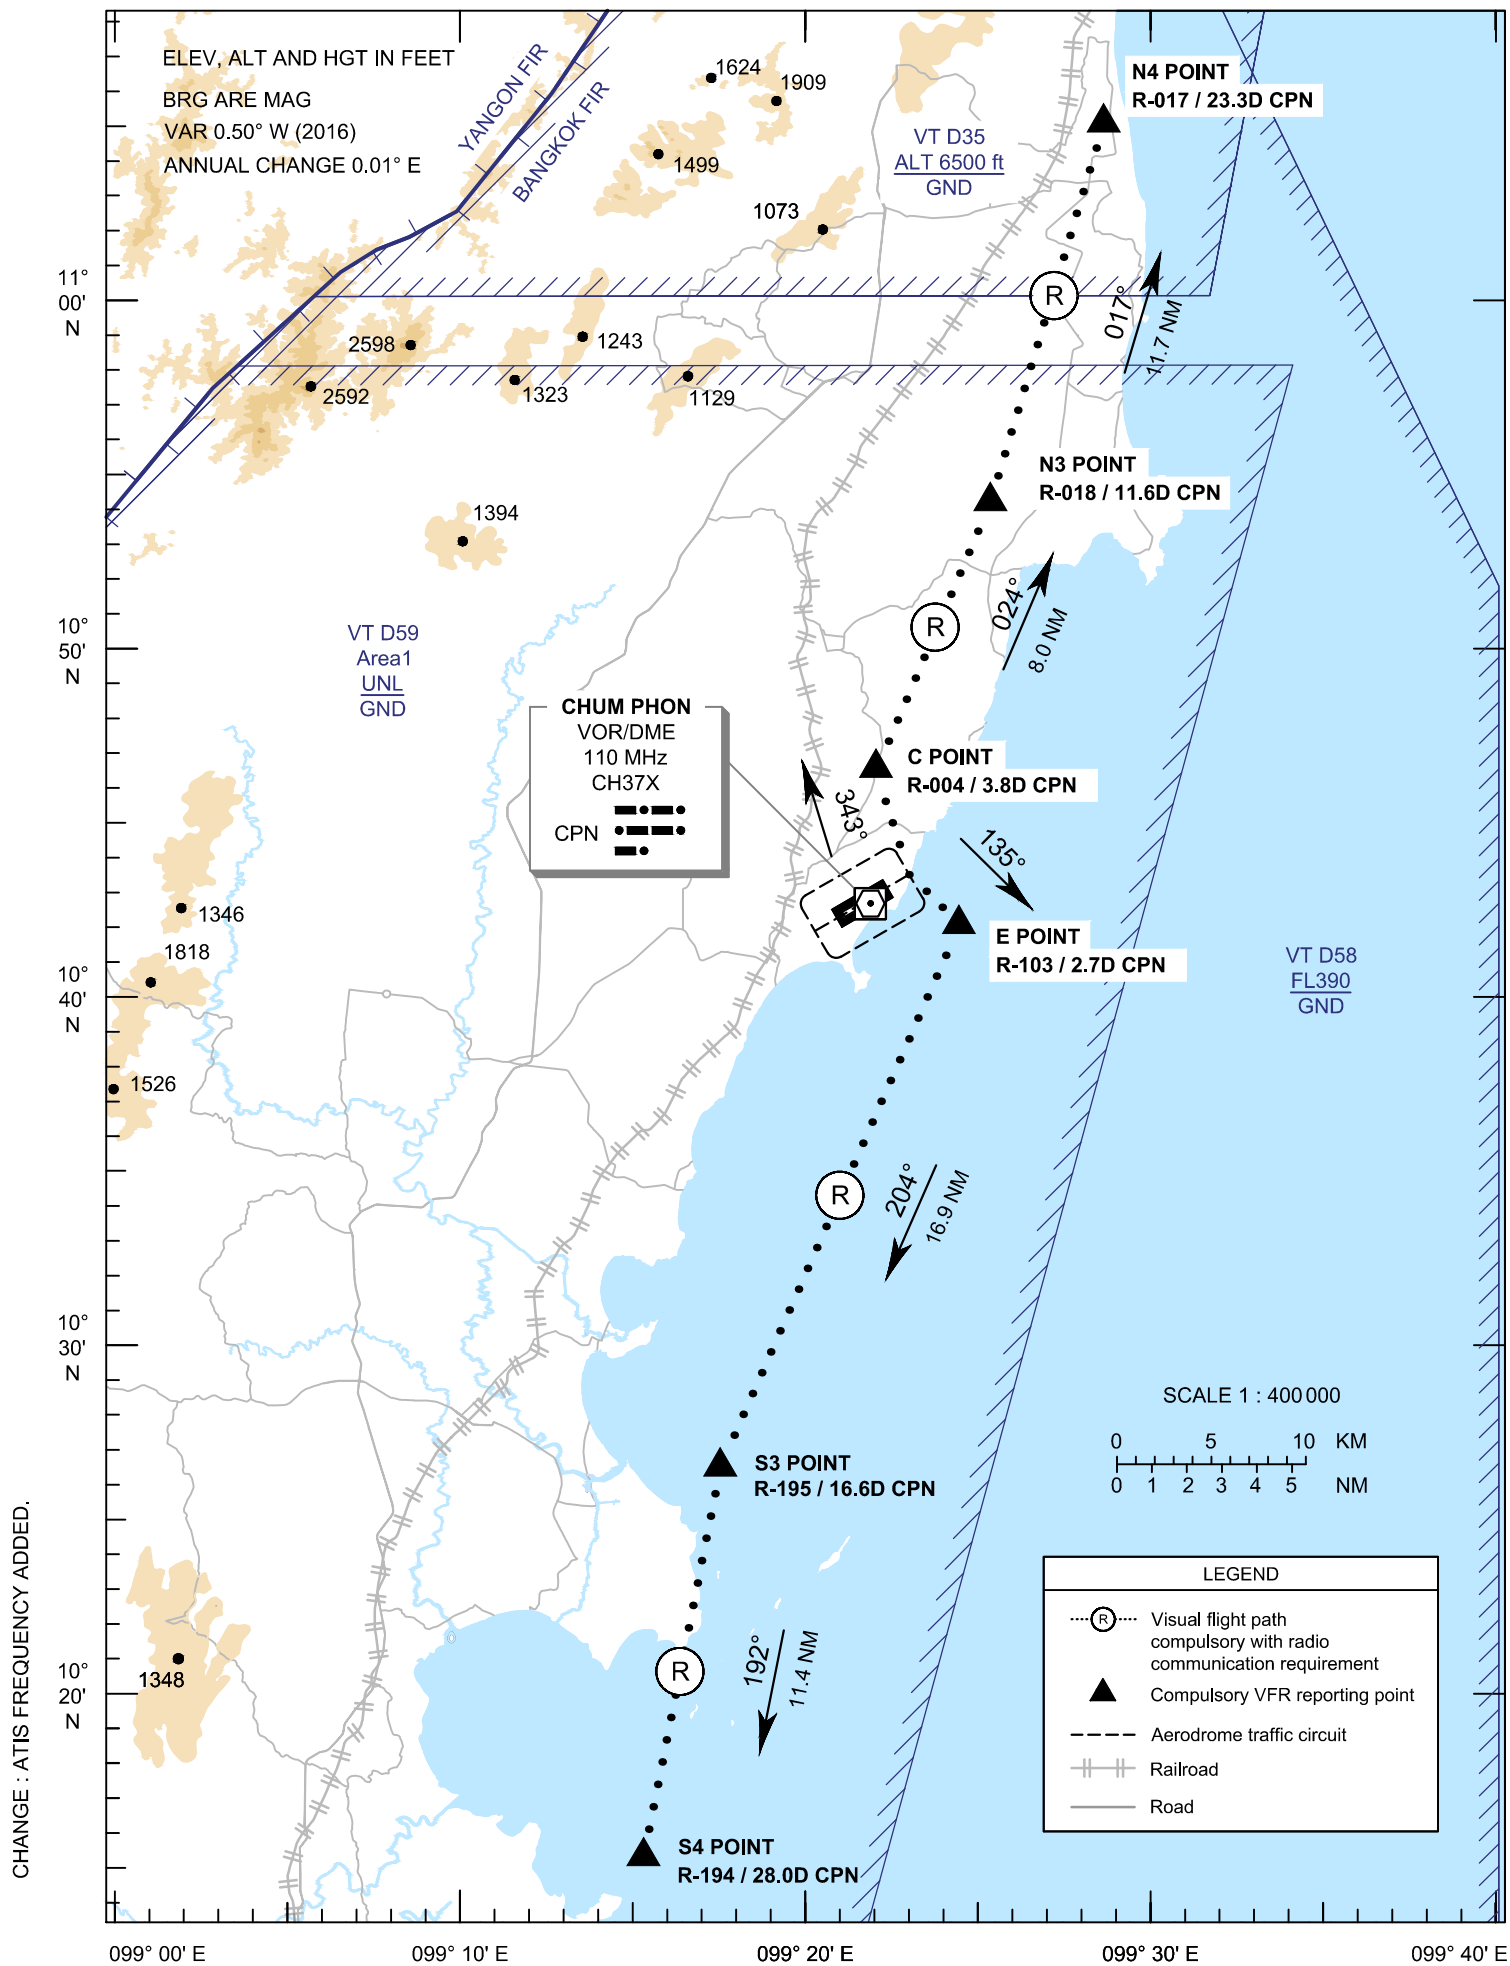 ELEV, ALT AND HGT IN FEET
BRG ARE MAG
VAR 0.50° W (2016)
ANNUAL CHANGE 0.01° E
YANGON FIR
BANGKOK FIR
1624
1909
1499
1073
VT D35
ALT 6500 ft
GND
N4 POINT
R-017 / 23.3D CPN
11°
00'
N
2598
2592
1243
1323
1129
R
017°
11.7 NM
N3 POINT
R-018 / 11.6D CPN
1394
10°
50'
N
VT D59
Area1
UNL
GND
R
024°
8.0 NM
CHUM PHON
VOR/DME
110 MHz
CH37X
CPN
C POINT
R-004 / 3.8D CPN
343°
135°
1346
1818
E POINT
R-103 / 2.7D CPN
VT D58
FL390
GND
10°
40'
N
1526
R
204°
16.9 NM
10°
30'
N
SCALE 1 : 400 000
0 5 10 KM
0 1 2 3 4 5 NM
S3 POINT
R-195 / 16.6D CPN
CHANGE : ATIS FREQUENCY ADDED.
LEGEND
R
Visual flight path
compulsory with radio
communication requirement
Compulsory VFR reporting point
Aerodrome traffic circuit
Railroad
Road
1348
10°
20'
N
R
192°
11.4 NM
S4 POINT
R-194 / 28.0D CPN
099° 00' E
099° 10' E
099° 20' E
099° 30' E
099° 40' E